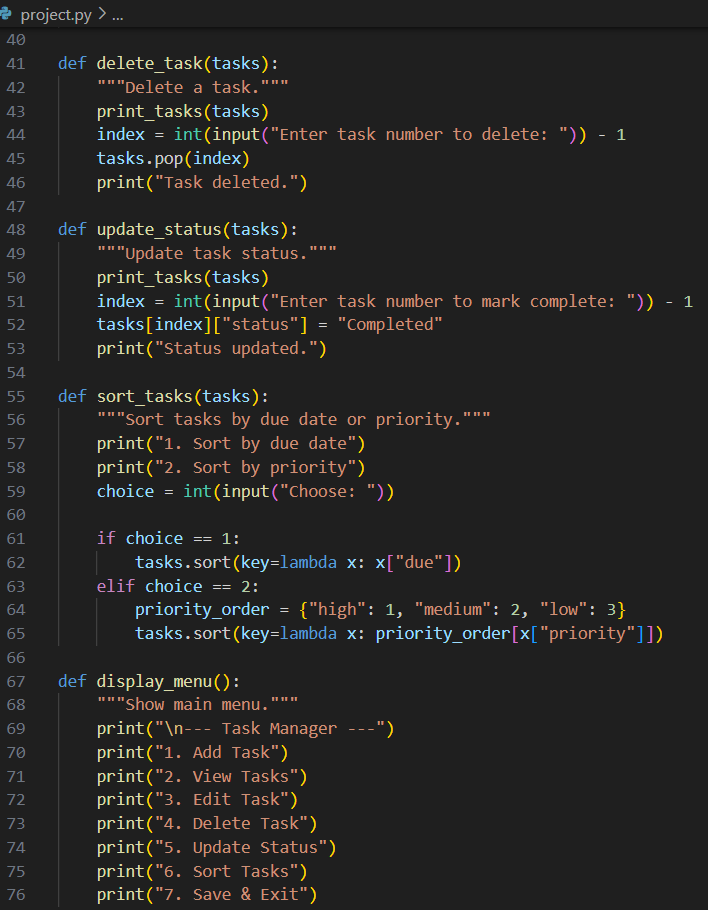 project.py > ...
40
41 def delete_task(tasks):
42     """Delete a task."""
43     print_tasks(tasks)
44     index = int(input("Enter task number to delete: ")) - 1
45     tasks.pop(index)
46     print("Task deleted.")
47
48 def update_status(tasks):
49     """Update task status."""
50     print_tasks(tasks)
51     index = int(input("Enter task number to mark complete: ")) - 1
52     tasks[index]["status"] = "Completed"
53     print("Status updated.")
54
55 def sort_tasks(tasks):
56     """Sort tasks by due date or priority."""
57     print("1. Sort by due date")
58     print("2. Sort by priority")
59     choice = int(input("Choose: "))
60
61     if choice == 1:
62         tasks.sort(key=lambda x: x["due"])
63     elif choice == 2:
64         priority_order = {"high": 1, "medium": 2, "low": 3}
65         tasks.sort(key=lambda x: priority_order[x["priority"]])
66
67 def display_menu():
68     """Show main menu."""
69     print("\n--- Task Manager ---")
70     print("1. Add Task")
71     print("2. View Tasks")
72     print("3. Edit Task")
73     print("4. Delete Task")
74     print("5. Update Status")
75     print("6. Sort Tasks")
76     print("7. Save & Exit")